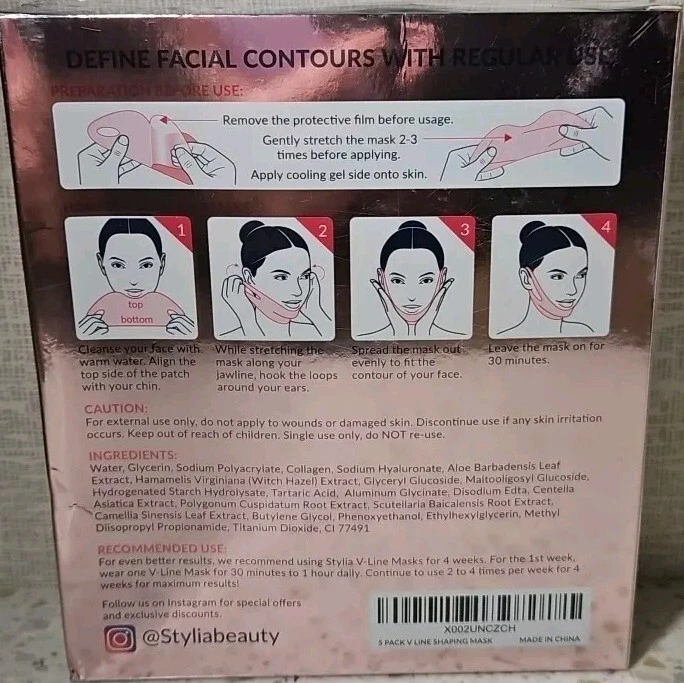 DEFINE FACIAL CONTOURS WITH REGULAR USE
PREPARATION BEFORE USE:
Remove the protective film before usage.
Gently stretch the mask 2-3
times before applying.
Apply cooling gel side onto skin.
1
2
3
4
top
bottom
Cleanse your face with
warm water. Align the
top side of the patch
with your chin.
While stretching the
mask along your
jawline, hook the loops
around your ears.
Spread the mask out
evenly to fit the
contour of your face.
Leave the mask on for
30 minutes.
CAUTION:
For external use only, do not apply to wounds or damaged skin. Discontinue use if any skin irritation
occurs. Keep out of reach of children. Single use only, do NOT re-use.
INGREDIENTS:
Water, Glycerin, Sodium Polyacrylate, Collagen, Sodium Hyaluronate, Aloe Barbadensis Leaf
Extract, Hamamelis Virginiana (Witch Hazel) Extract, Glyceryl Glucoside, Maltooligosyl Glucoside,
Hydrogenated Starch Hydrolysate, Tartaric Acid, Aluminum Glycinate, Disodium Edta, Centella
Asiatica Extract, Polygonum Cuspidatum Root Extract, Scutellaria Baicalensis Root Extract,
Camellia Sinensis Leaf Extract, Butylene Glycol, Phenoxyethanol, Ethylhexylglycerin, Methyl
Diisopropyl Propionamide, Titanium Dioxide, CI 77491
RECOMMENDED USE:
For even better results, we recommend using Stylia V-Line Masks for 4 weeks. For the 1st week,
wear one V-Line Mask for 30 minutes to 1 hour daily. Continue to use 2 to 4 times per week for 4
weeks for maximum results!
Follow us on Instagram for special offers
and exclusive discounts.
@Styliabeauty
X002UNCZCH
5 PACK V LINE SHAPING MASK MADE IN CHINA